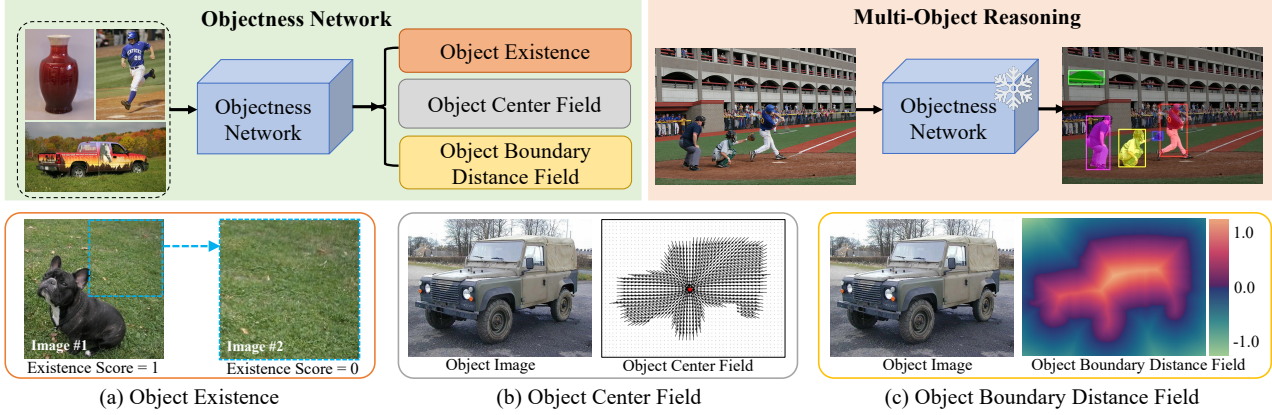 Objectness Network
Multi-Object Reasoning
Objectness
Network
Object Existence
Object Center Field
Object Boundary
Distance Field
Objectness
Network
Image #1
Existence Score = 1
Image #2
Existence Score = 0
Object Image
Object Center Field
Object Image
Object Boundary Distance Field
1.0
0.0
-1.0
(a) Object Existence
(b) Object Center Field
(c) Object Boundary Distance Field